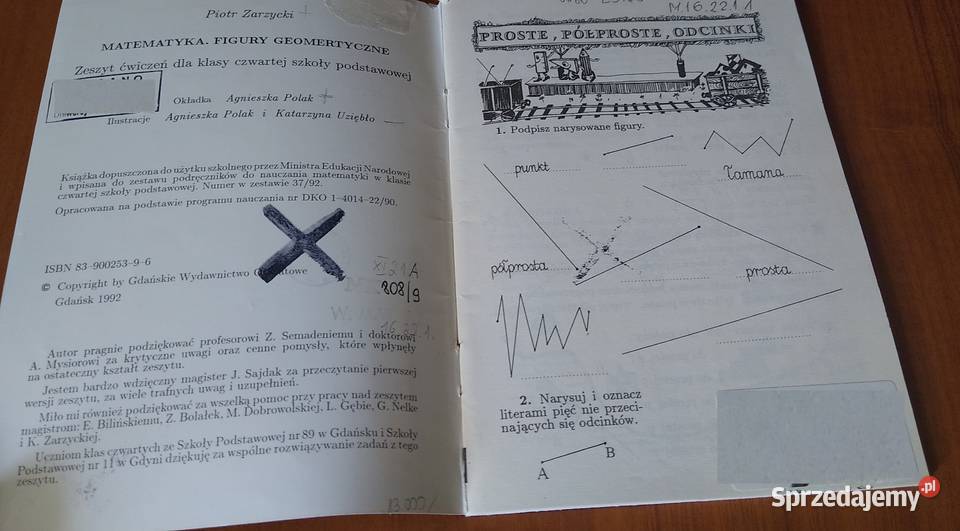 Piotr Zarzycki
MATEMATYKA. FIGURY GEOMERTYCZNE
Zeszyt ćwiczeń dla klasy czwartej szkoły podstawowej
Okładka Agnieszka Polak
Ilustracje Agnieszka Polak i Katarzyna Uziębło
Książka dopuszczona do użytku szkolnego przez Ministra Edukacji Narodowej
i wpisana do zestawu podręczników do nauczania matematyki w klasie
czwartej szkoły podstawowej. Numer w zestawie 37/92.
Opracowana na podstawie programu nauczania nr DKO 1-4014-22/90.
ISBN 83-900253-9-6
© Copyright by Gdańskie Wydawnictwo
Gdańsk 1992
XI 21A
808/9
16.22.1.
Autor pragnie podziękować profesorowi Z. Semadeniemu i doktorowi
A. Mysiorowi za krytyczne uwagi oraz cenne pomysły, które wpłynęły
na ostateczny kształt zeszytu.
Jestem bardzo wdzięczny magister J. Sajdak za przeczytanie pierwszej
wersji zeszytu, za wiele trafnych uwag i uzupełnień.
Miło mi również podziękować za wszelką pomoc przy pracy nad zeszytem
magistrom: E. Bilińskiemu, Z. Bolałek, M. Dobrowolskiej, L. Gębie, G. Nelke
i K. Zarzyckiej.
Uczniom klas czwartych ze Szkoły Podstawowej nr 89 w Gdańsku i Szkoły
Podstawowej nr 11 w Gdyni dziękuję za wspólne rozwiązywanie zadań z tego
zeszytu.
M.16.22.1 1
PROSTE, PÓŁPROSTE, ODCINKI
1. Podpisz narysowane figury.
punkt
łamana
półprosta
prosta
2. Narysuj i oznacz
literami pięć nie przeci-
nających się odcinków.
A
B
Sprzedajemy.pl